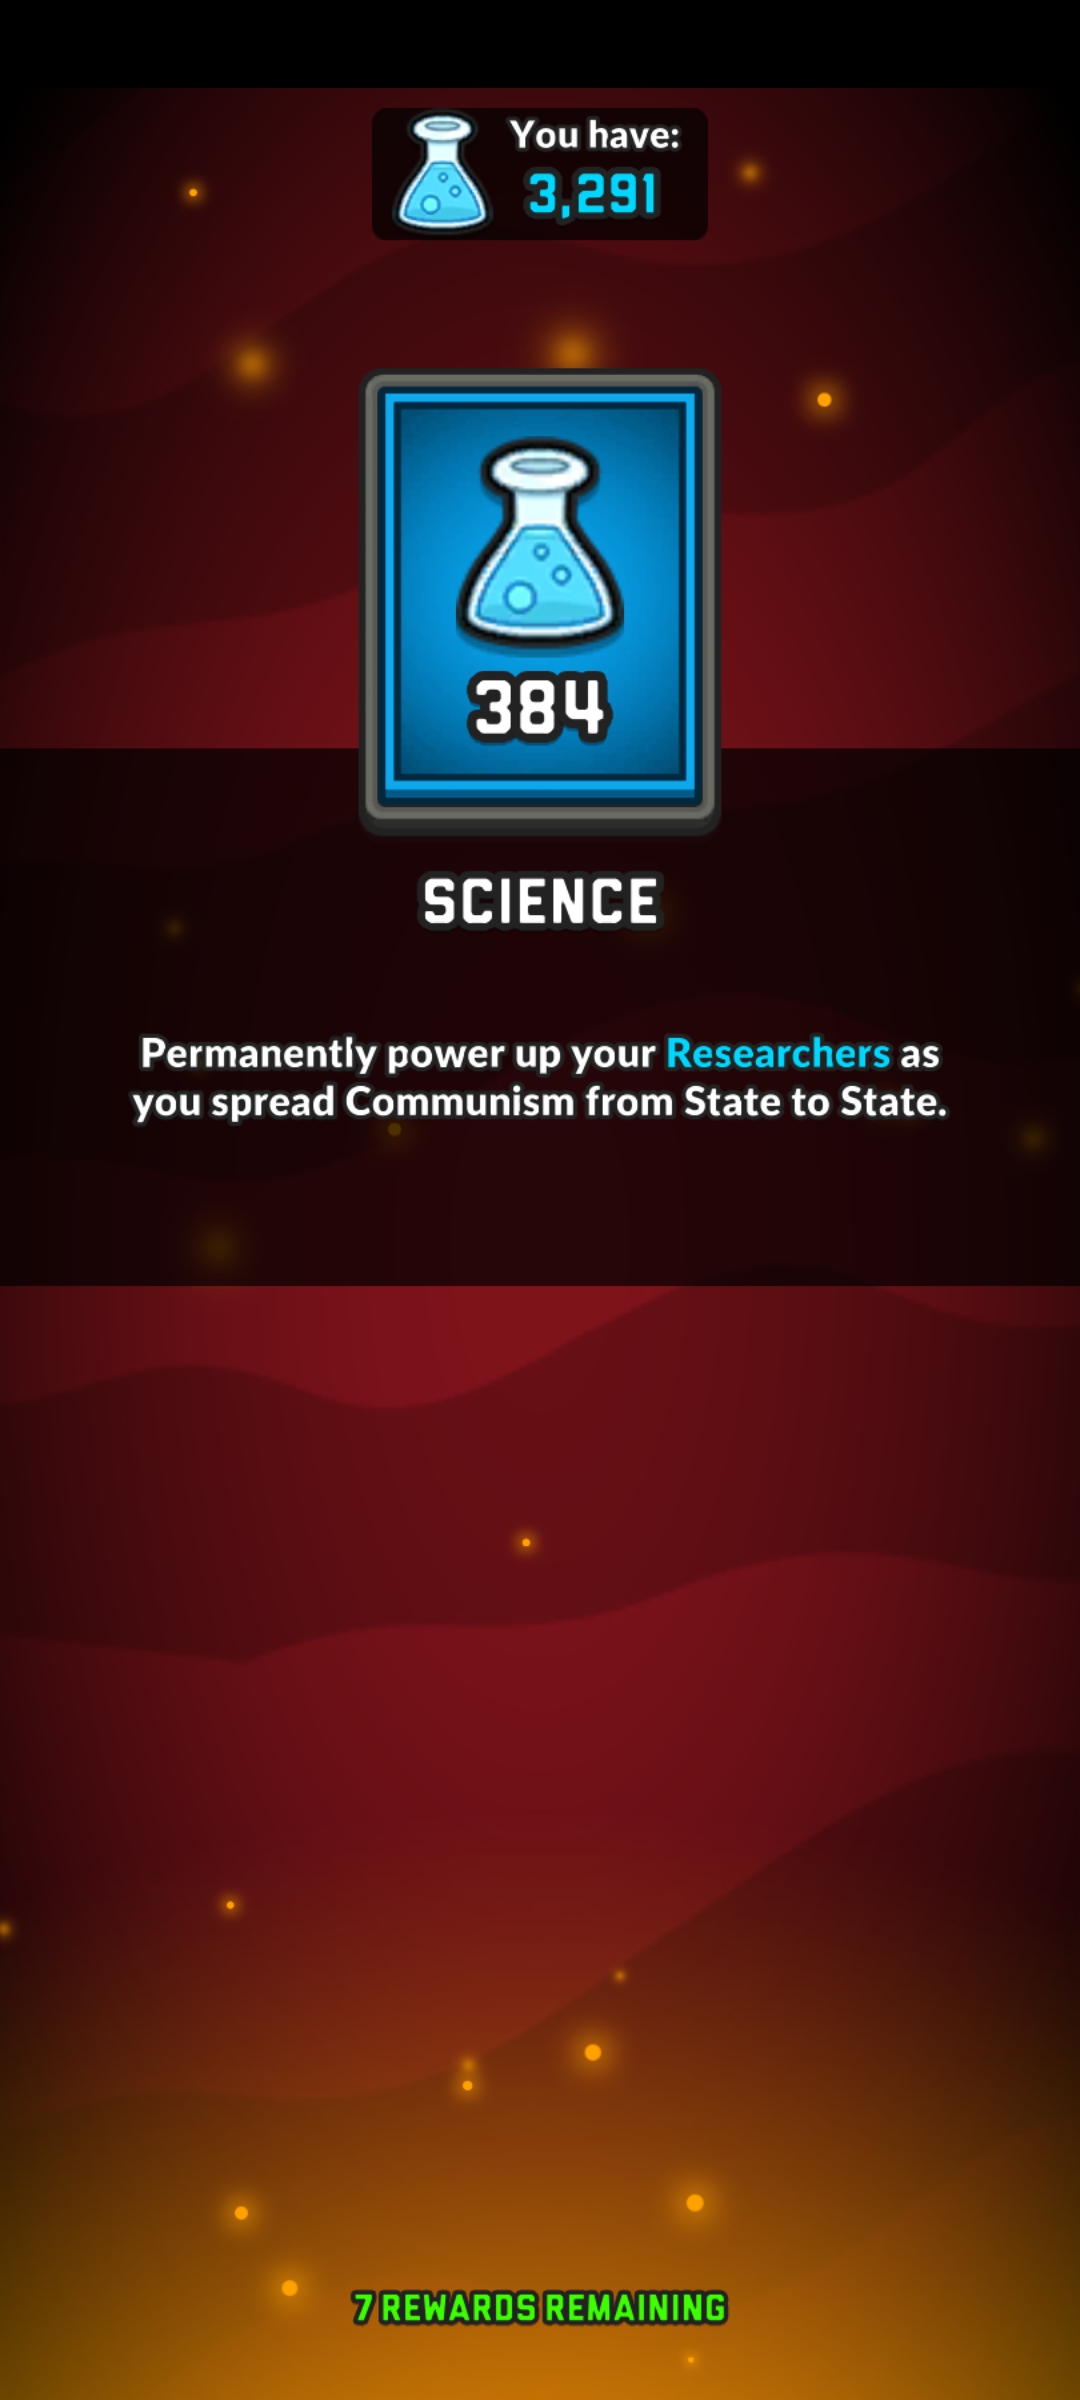 You have:
3,291
384
SCIENCE
Permanently power up your Researchers as
you spread Communism from State to State.
7 REWARDS REMAINING